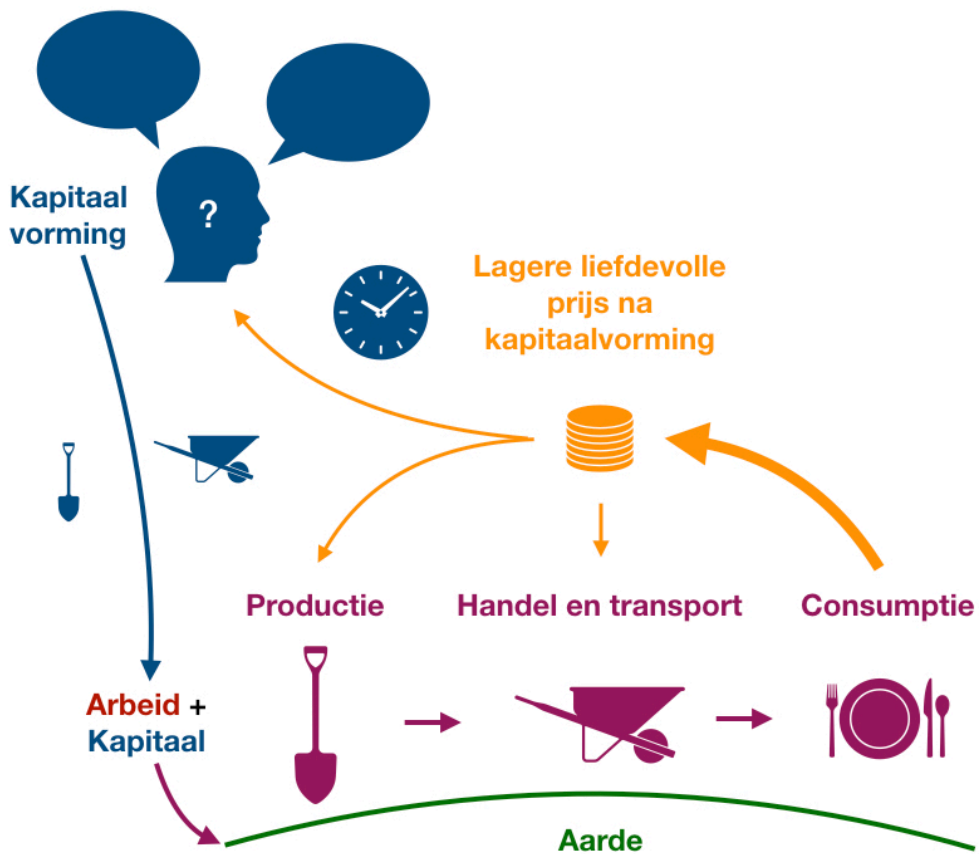 Kapitaal
vorming
?
Lagere liefdevolle
prijs na
kapitaalvorming
Productie
Handel en transport
Consumptie
Arbeid +
Kapitaal
Aarde